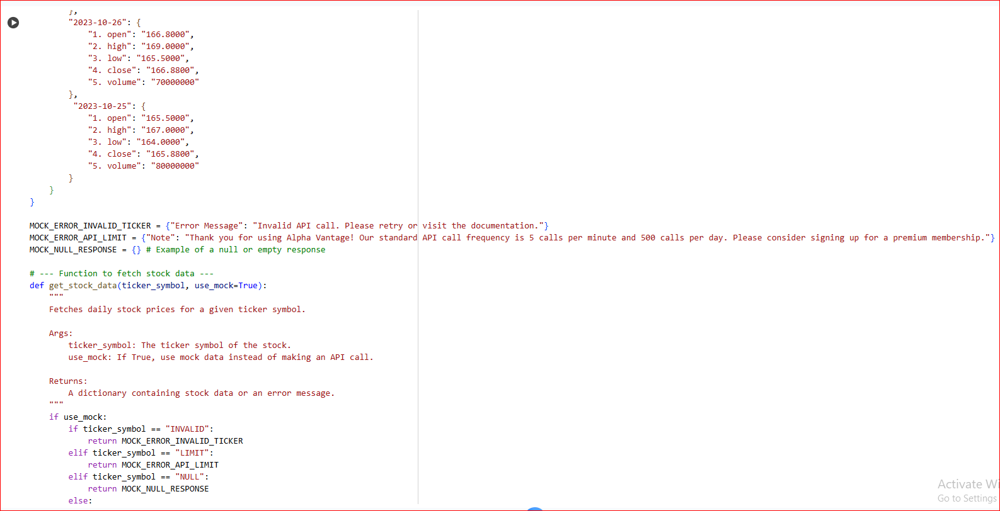 },
"2023-10-26": {
"1. open": "166.8000",
"2. high": "169.0000",
"3. low": "165.5000",
"4. close": "166.8800",
"5. volume": "70000000"
},
"2023-10-25": {
"1. open": "165.5000",
"2. high": "167.0000",
"3. low": "164.0000",
"4. close": "165.8800",
"5. volume": "80000000"
}
}
}
MOCK_ERROR_INVALID_TICKER = {"Error Message": "Invalid API call. Please retry or visit the documentation."}
MOCK_ERROR_API_LIMIT = {"Note": "Thank you for using Alpha Vantage! Our standard API call frequency is 5 calls per minute and 500 calls per day. Please consider signing up for a premium membership."}
MOCK_NULL_RESPONSE = {} # Example of a null or empty response
# --- Function to fetch stock data ---
def get_stock_data(ticker_symbol, use_mock=True):
"""
Fetches daily stock prices for a given ticker symbol.
Args:
ticker_symbol: The ticker symbol of the stock.
use_mock: If True, use mock data instead of making an API call.
Returns:
A dictionary containing stock data or an error message.
"""
if use_mock:
if ticker_symbol == "INVALID":
return MOCK_ERROR_INVALID_TICKER
elif ticker_symbol == "LIMIT":
return MOCK_ERROR_API_LIMIT
elif ticker_symbol == "NULL":
return MOCK_NULL_RESPONSE
else:
Activate Wi
Go to Settings